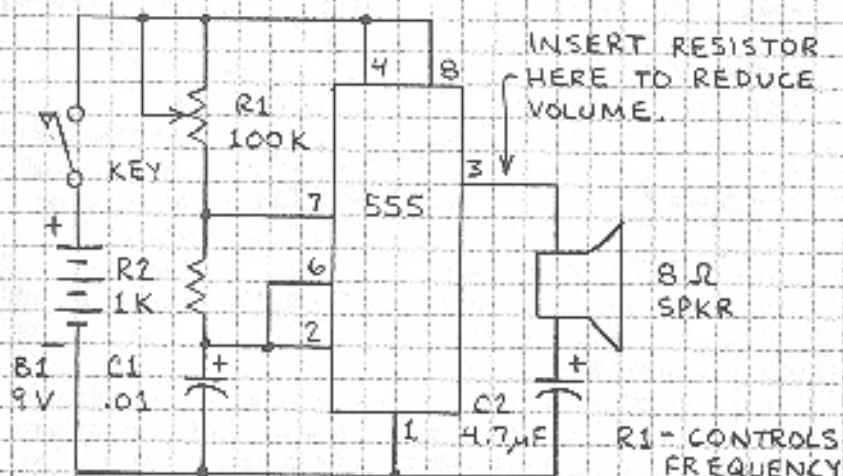 INSERT RESISTOR
HERE TO REDUCE
VOLUME.
4
8
R1
100K
KEY
3
7
555
+
6
R2
1K
8 Ω
SPKR
2
-
B1
9V
C1
.01
+
+
C2
4.7µF
1
R1 - CONTROLS
FREQUENCY